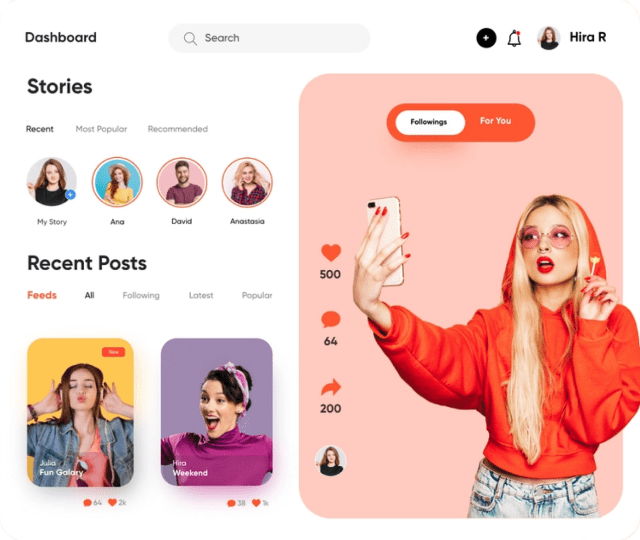 Dashboard
Search
+
Hira R
Stories
Recent
Most Popular
Recommended
My Story
Ana
David
Anastasia
Recent Posts
Feeds
All
Following
Latest
Popular
New
Julia
Fun Galary
64
2k
Hira
Weekend
38
1k
Followings
For You
500
64
200